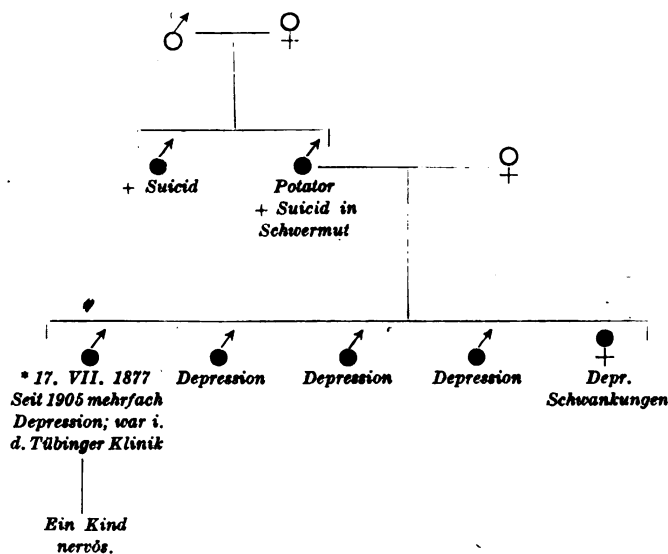 + Suicid
Potator
+ Suicid in
Schwermut
* 17. VII. 1877
Seit 1905 mehrfach
Depression; war i.
d. Tübinger Klinik
Depression
Depression
Depression
Depr.
Schwankungen
Ein Kind
nervös.